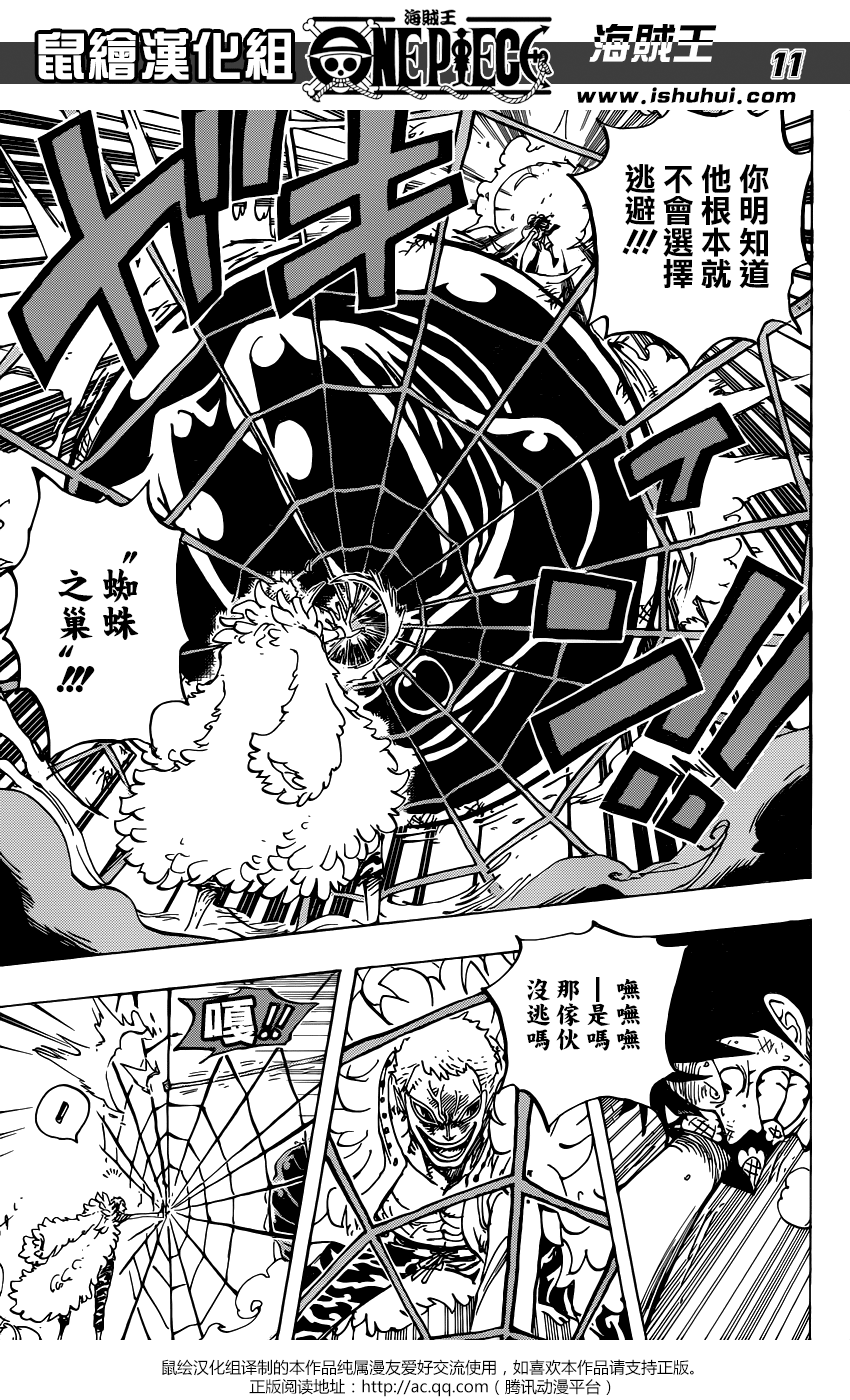 鼠繪漢化組
海賊王
ONE PIECE
海賊王
11
www.ishuhui.com
你明知道
他根本就
不會選擇
逃避!!!
メギィン!!
“蜘蛛
之巢”!!!
嘸嘸嘸
—是嗎
那傢伙
沒逃嗎
嘎!!
!
鼠绘汉化组译制的本作品纯属漫友爱好交流使用，如喜欢本作品请支持正版。
正版阅读地址：http://ac.qq.com（腾讯动漫平台）